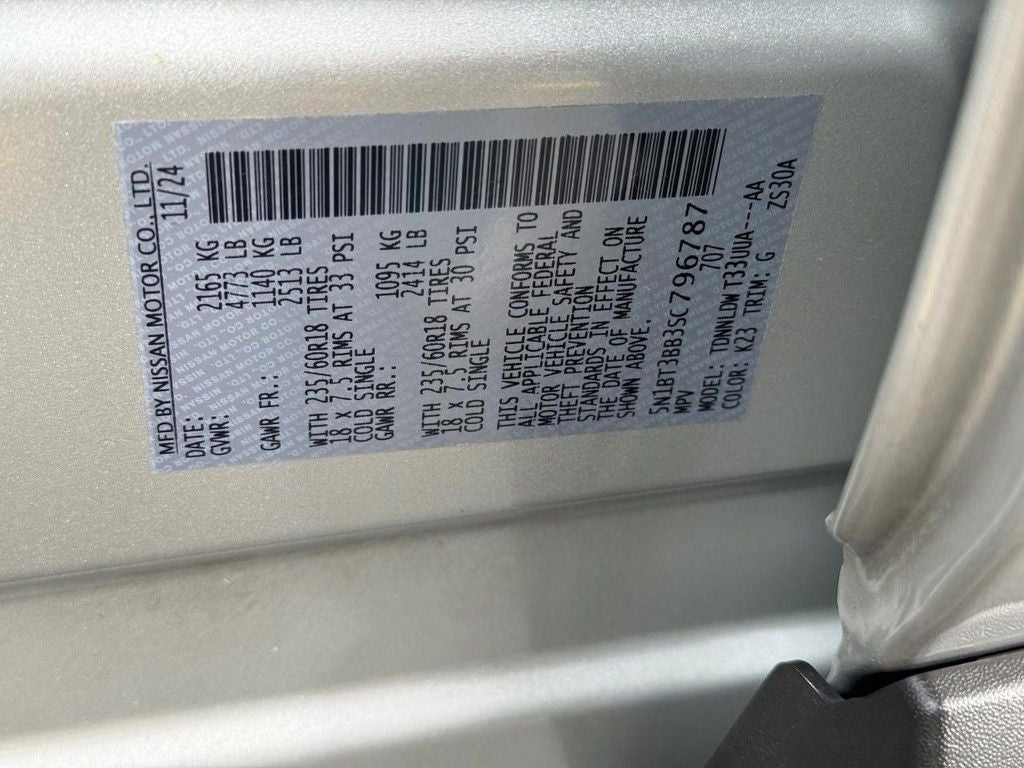 MFD BY NISSAN MOTOR CO., LTD.
DATE: 11/24
GVWR: 2165 KG
4773 LB
GAWR FR.: 1140 KG
2513 LB
WITH 235/60R18 TIRES
18 X 7.5 RIMS AT 33 PSI
COLD SINGLE
GAWR RR.: 1095 KG
2414 LB
WITH 235/60R18 TIRES
18 X 7.5 RIMS AT 30 PSI
COLD SINGLE
THIS VEHICLE CONFORMS TO
ALL APPLICABLE FEDERAL
MOTOR VEHICLE SAFETY AND
THEFT PREVENTION
STANDARDS IN EFFECT ON
THE DATE OF MANUFACTURE
SHOWN ABOVE.
5N1BT3BB3SC796787
MPV 707
MODEL: TDNNLDW T33UUA---AA
COLOR: K23 TRIM: G ZS30A